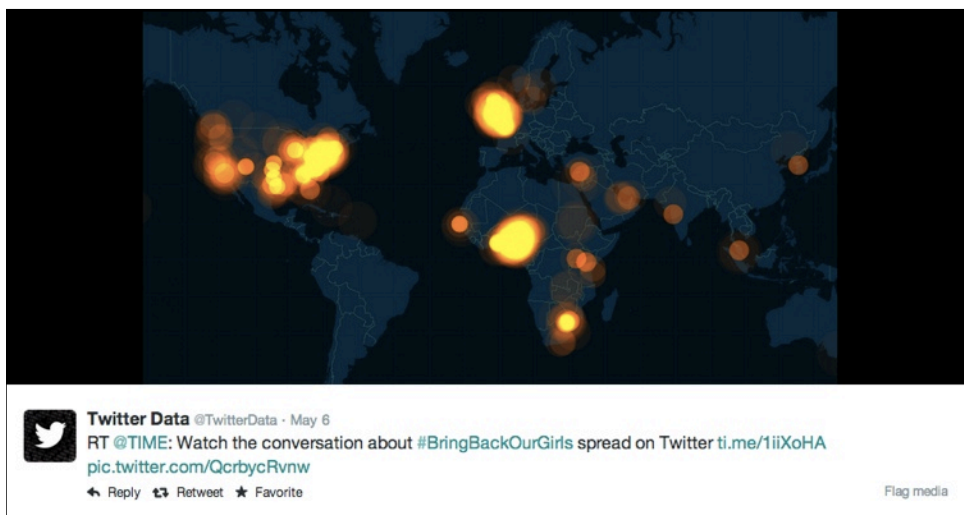 Twitter Data @TwitterData · May 6
RT @TIME: Watch the conversation about #BringBackOurGirls spread on Twitter ti.me/1iiXoHA
pic.twitter.com/QcrbycRvnw
Reply Retweet Favorite Flag media